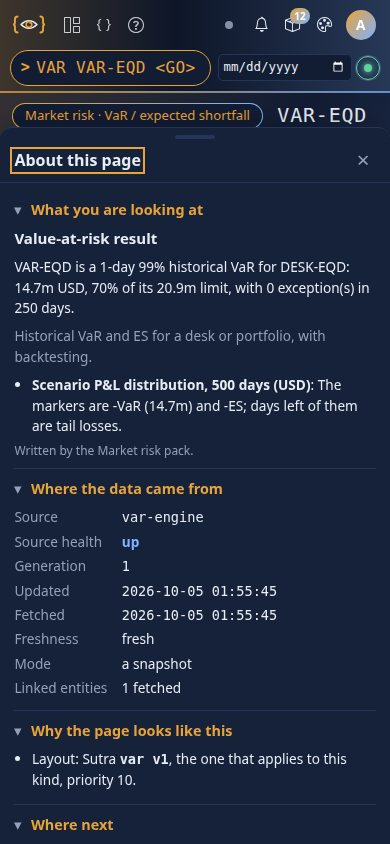 { }
12
A
> VAR VAR-EQD <GO>
mm/dd/yyyy
Market risk · VaR / expected shortfall
VAR-EQD
About this page
What you are looking at
Value-at-risk result
VAR-EQD is a 1-day 99% historical VaR for DESK-EQD:
14.7m USD, 70% of its 20.9m limit, with 0 exception(s) in
250 days.
Historical VaR and ES for a desk or portfolio, with
backtesting.
Scenario P&L distribution, 500 days (USD): The
markers are -VaR (14.7m) and -ES; days left of them
are tail losses.
Written by the Market risk pack.
Where the data came from
Source var-engine
Source health up
Generation 1
Updated 2026-10-05 01:55:45
Fetched 2026-10-05 01:55:45
Freshness fresh
Mode a snapshot
Linked entities 1 fetched
Why the page looks like this
Layout: Sutra var v1, the one that applies to this
kind, priority 10.
Where next